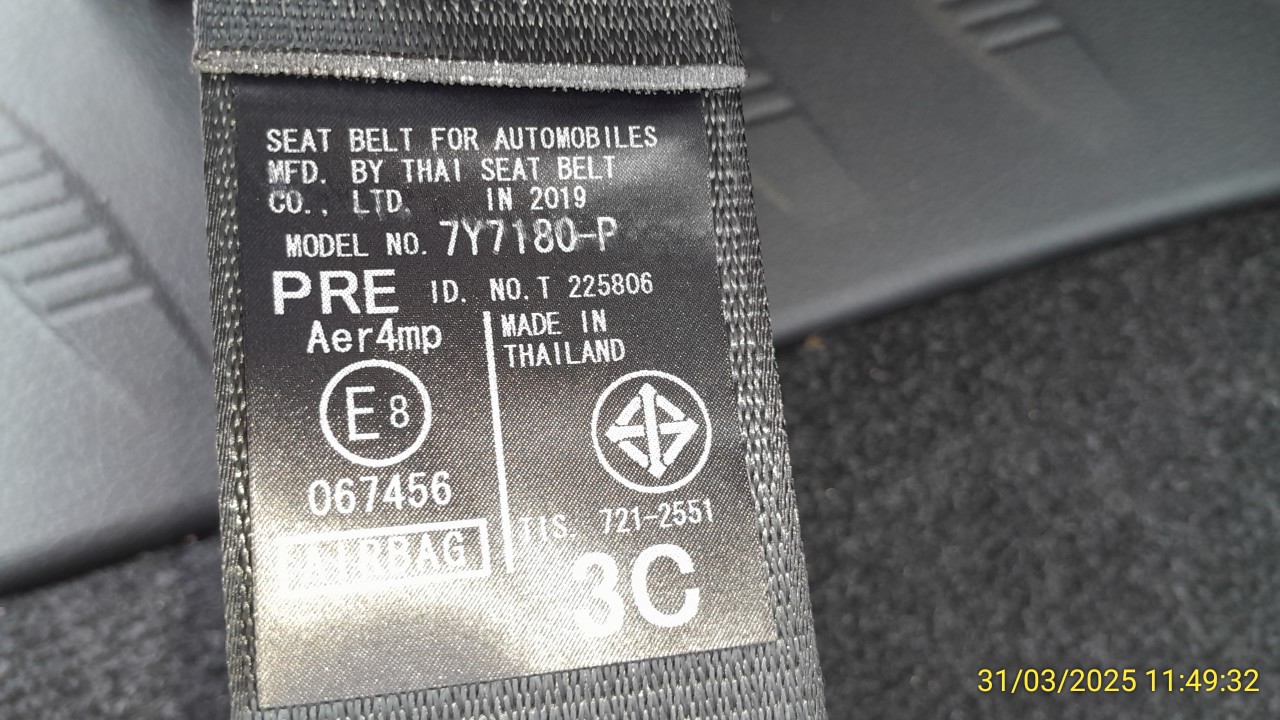 SEAT BELT FOR AUTOMOBILES
MFD. BY THAI SEAT BELT
CO., LTD. IN 2019
MODEL NO. 7Y7180-P
PRE ID. NO.T 225806
Aer4mp
MADE IN
THAILAND
E8
067456
AIRBAG
TIS. 721-2551
3C
31/03/2025 11:49:32